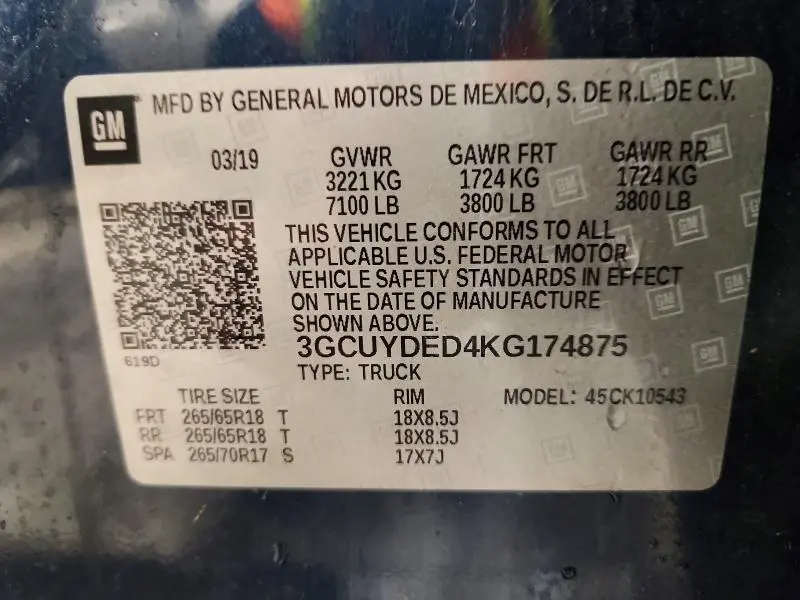 GM
MFD BY GENERAL MOTORS DE MEXICO, S. DE R.L. DE C.V.
03/19 GVWR GAWR FRT GAWR RR
3221 KG 1724 KG 1724 KG
7100 LB 3800 LB 3800 LB
THIS VEHICLE CONFORMS TO ALL
APPLICABLE U.S. FEDERAL MOTOR
VEHICLE SAFETY STANDARDS IN EFFECT
ON THE DATE OF MANUFACTURE
SHOWN ABOVE.
3GCUYDED4KG174875
619D
TYPE: TRUCK
TIRE SIZE RIM MODEL: 45CK10543
FRT 265/65R18 T 18X8.5J
RR 265/65R18 T 18X8.5J
SPA 265/70R17 S 17X7J